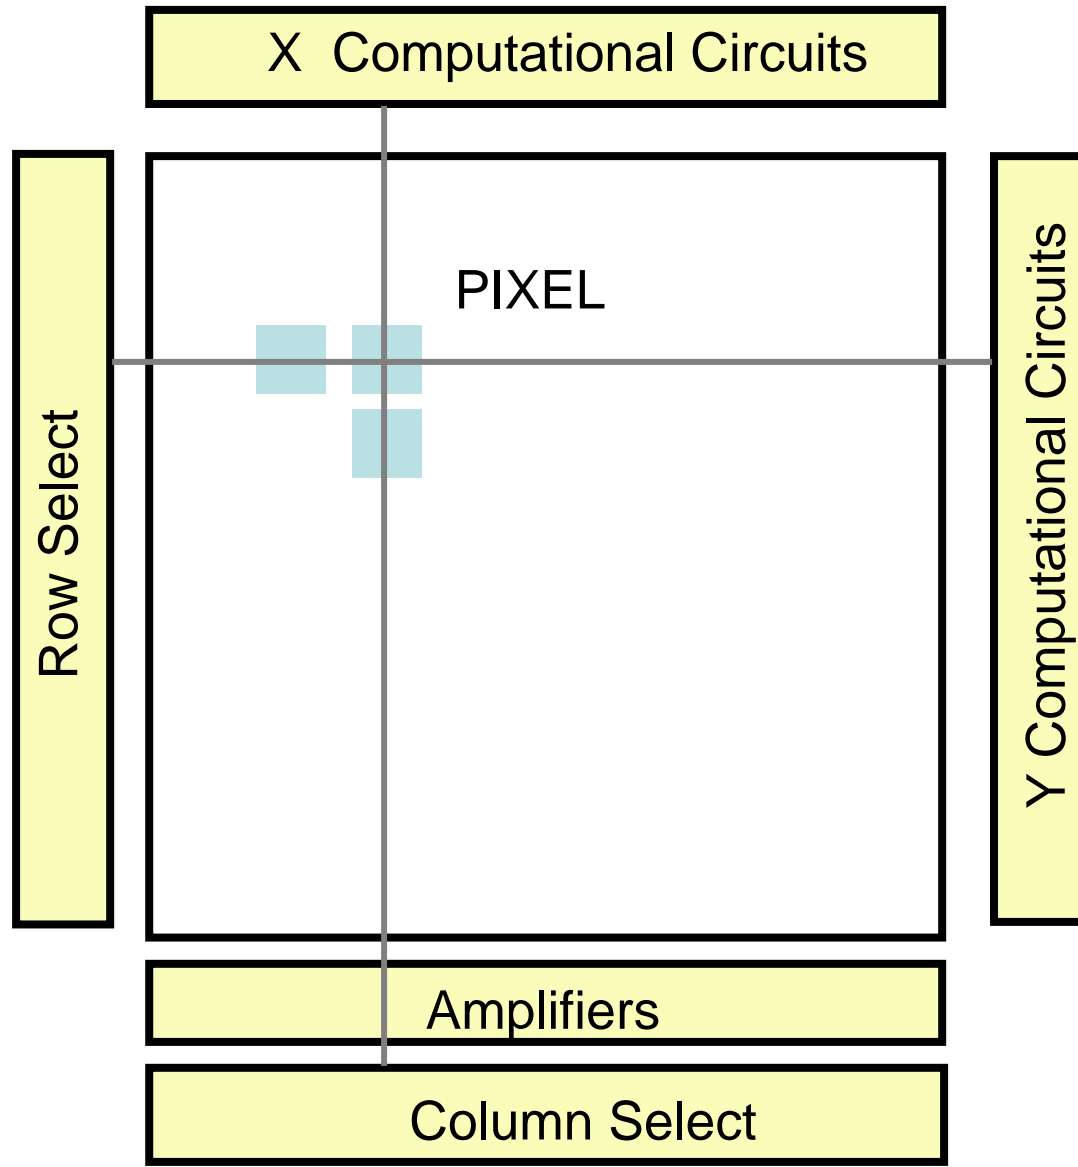 X Computational Circuits
PIXEL
Row Select
Y Computational Circuits
Amplifiers
Column Select